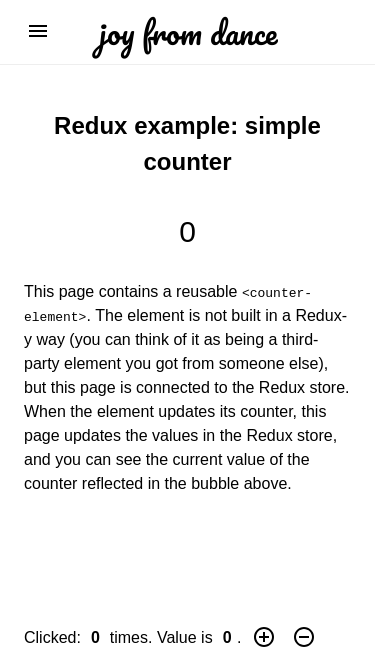 joy from dance
Redux example: simple
counter
0
This page contains a reusable <counter-
element>. The element is not built in a Redux-
y way (you can think of it as being a third-
party element you got from someone else),
but this page is connected to the Redux store.
When the element updates its counter, this
page updates the values in the Redux store,
and you can see the current value of the
counter reflected in the bubble above.
Clicked: 0 times. Value is 0.